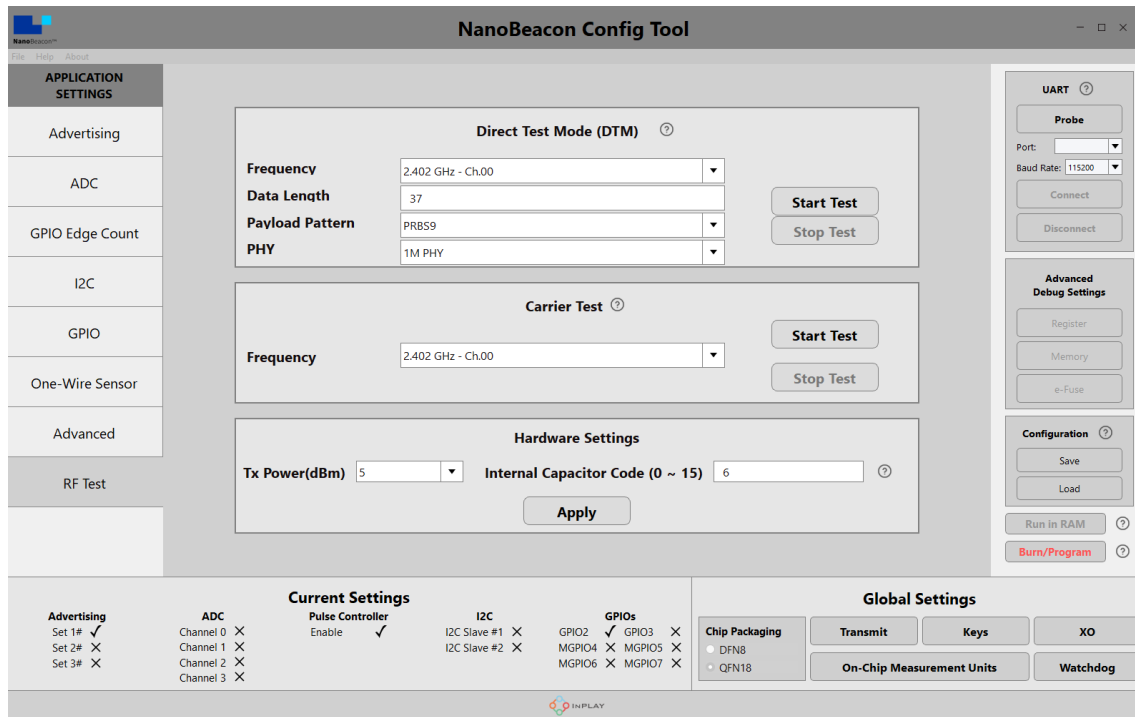 NanoBeacon Config Tool
NanoBeacon™
File Help About
APPLICATION
SETTINGS
Advertising
ADC
GPIO Edge Count
I2C
GPIO
One-Wire Sensor
Advanced
RF Test
Direct Test Mode (DTM) ?
Frequency 2.402 GHz - Ch.00
Data Length 37
Payload Pattern PRBS9
PHY 1M PHY
Start Test
Stop Test
Carrier Test ?
Frequency 2.402 GHz - Ch.00
Start Test
Stop Test
Hardware Settings
Tx Power(dBm) 5 Internal Capacitor Code (0 ~ 15) 6 ?
Apply
UART ?
Probe
Port:
Baud Rate: 115200
Connect
Disconnect
Advanced
Debug Settings
Register
Memory
e-Fuse
Configuration ?
Save
Load
Run in RAM ?
Burn/Program ?
Current Settings
Advertising
Set 1# ✓
Set 2# ✕
Set 3# ✕
ADC
Channel 0 ✕
Channel 1 ✕
Channel 2 ✕
Channel 3 ✕
Pulse Controller
Enable ✓
I2C
I2C Slave #1 ✕
I2C Slave #2 ✕
GPIOs
GPIO2 ✓ GPIO3 ✕
MGPIO4 ✕ MGPIO5 ✕
MGPIO6 ✕ MGPIO7 ✕
Global Settings
Chip Packaging
DFN8
QFN18
Transmit
Keys
XO
On-Chip Measurement Units
Watchdog
INPLAY